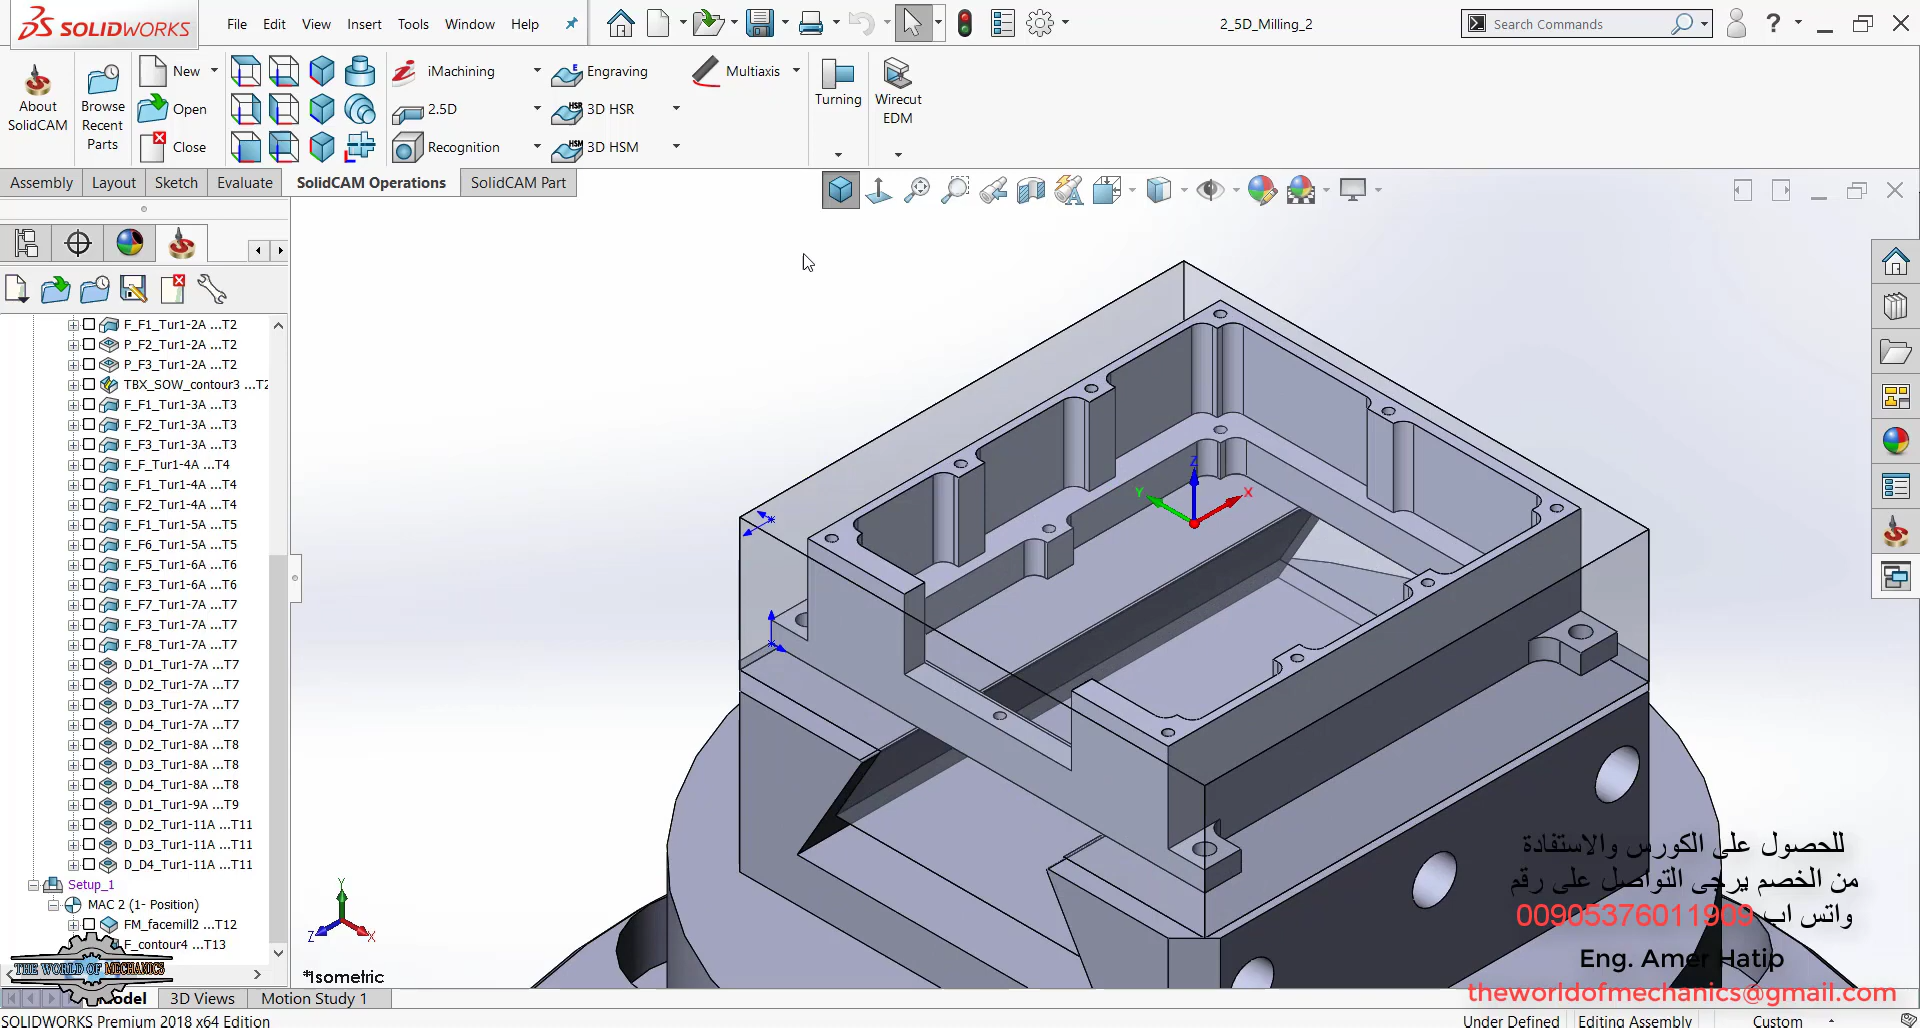 SOLIDWORKS
File Edit View Insert Tools Window Help
2_5D_Milling_2
Search Commands
About SolidCAM
Browse Recent Parts
New
Open
Close
iMachining
2.5D
Recognition
Engraving
HSR 3D HSR
HSM 3D HSM
Multiaxis
Turning
Wirecut EDM
Assembly Layout Sketch Evaluate SolidCAM Operations SolidCAM Part
F_F1_Tur1-2A ...T2
P_F2_Tur1-2A ...T2
P_F3_Tur1-2A ...T2
TBX_SOW_contour3 ...T2
F_F1_Tur1-3A ...T3
F_F2_Tur1-3A ...T3
F_F3_Tur1-3A ...T3
F_F_Tur1-4A ...T4
F_F1_Tur1-4A ...T4
F_F2_Tur1-4A ...T4
F_F1_Tur1-5A ...T5
F_F6_Tur1-5A ...T5
F_F5_Tur1-6A ...T6
F_F3_Tur1-6A ...T6
F_F7_Tur1-7A ...T7
F_F3_Tur1-7A ...T7
F_F8_Tur1-7A ...T7
D_D1_Tur1-7A ...T7
D_D2_Tur1-7A ...T7
D_D3_Tur1-7A ...T7
D_D4_Tur1-7A ...T7
D_D2_Tur1-8A ...T8
D_D3_Tur1-8A ...T8
D_D4_Tur1-8A ...T8
D_D1_Tur1-9A ...T9
D_D2_Tur1-11A ...T11
D_D3_Tur1-11A ...T11
D_D4_Tur1-11A ...T11
Setup_1
MAC 2 (1- Position)
FM_facemill2 ...T12
F_contour4 ...T13
THE WORLD OF MECHANICS
Z
Y X
Y
Z X
*Isometric
للحصول على الكورس والاستفادة
من الخصم يرجى التواصل على رقم
واتس اب 00905376011909
Eng. Amer Hatip
theworldofmechanics@gmail.com
Model 3D Views Motion Study 1
SOLIDWORKS Premium 2018 x64 Edition
Under Defined Editing Assembly Custom